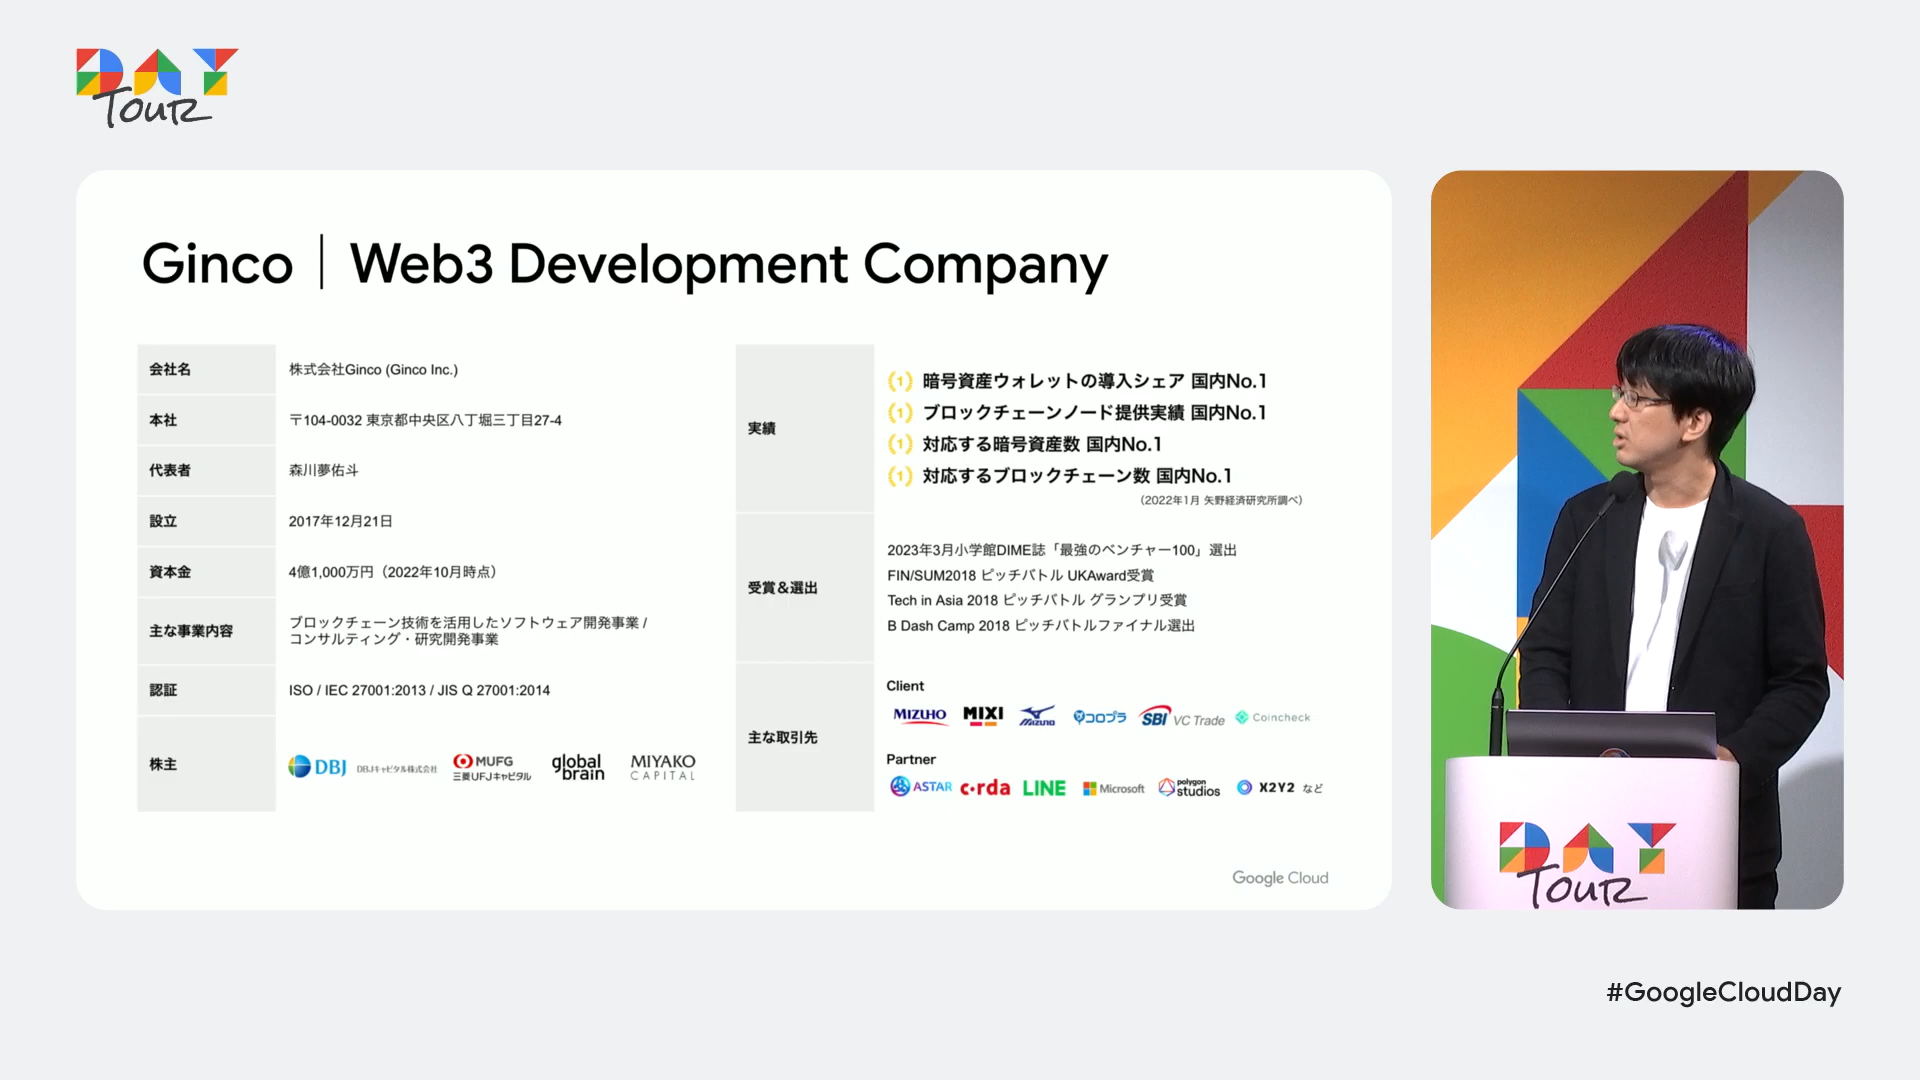 DAY
Tour
Ginco | Web3 Development Company
会社名
株式会社Ginco (Ginco Inc.)
本社
〒104-0032 東京都中央区八丁堀三丁目27-4
代表者
森川夢佑斗
設立
2017年12月21日
資本金
4億1,000万円（2022年10月時点）
主な事業内容
ブロックチェーン技術を活用したソフトウェア開発事業 /
コンサルティング・研究開発事業
認証
ISO / IEC 27001:2013 / JIS Q 27001:2014
株主
DBJ DBJキャピタル株式会社
MUFG
三菱UFJキャピタル
global
brain
MIYAKO
CAPITAL
実績
(1) 暗号資産ウォレットの導入シェア 国内No.1
(1) ブロックチェーンノード提供実績 国内No.1
(1) 対応する暗号資産数 国内No.1
(1) 対応するブロックチェーン数 国内No.1
（2022年1月 矢野経済研究所調べ）
受賞＆選出
2023年3月小学館DIME誌「最強のベンチャー100」選出
FIN/SUM2018 ピッチバトル UKAward受賞
Tech in Asia 2018 ピッチバトル グランプリ受賞
B Dash Camp 2018 ピッチバトルファイナル選出
主な取引先
Client
MIZUHO MIXI MIZUNO コロプラ SBI VC Trade Coincheck
Partner
ASTAR c·rda LINE Microsoft polygon studios X2Y2 など
Google Cloud
DAY
Tour
#GoogleCloudDay